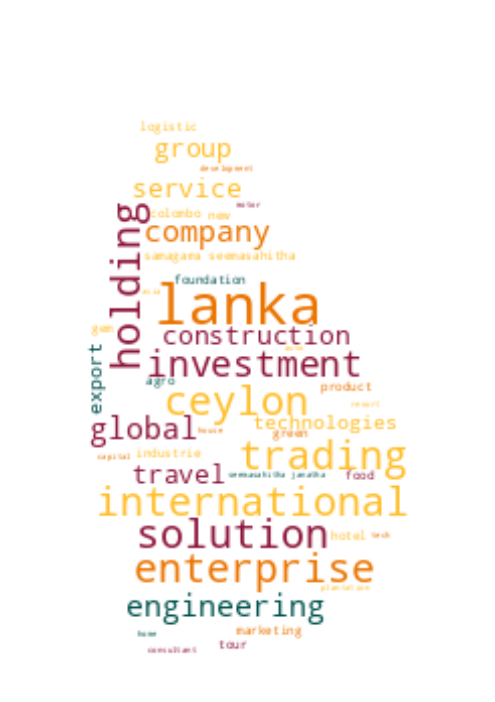 logistic
group
development
service
motor
holding
colombo new
company
samagama seemasahitha
foundation
lanka
construction
gem
export
investment
agro
product
ceylon
resort
technologies
global
house
green
trading
capital industrie
travel
seemasahitha janatha
food
international
solution
hotel
tech
enterprise
plantation
engineering
home
marketing
tour
consultant